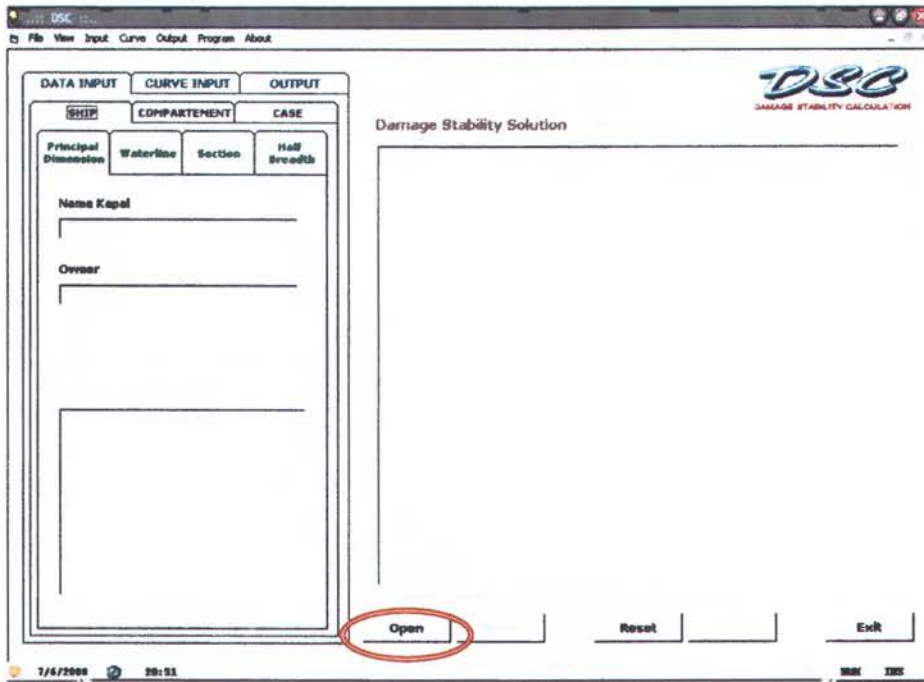 ..:: DSC ::..
File View Input Curve Output Program About
DATA INPUT CURVE INPUT OUTPUT
SHIP COMPARTEMENT CASE
Principal Dimension Waterline Section Half Breadth
Name Kapal
Owner
DSC
DAMAGE STABILITY CALCULATION
Damage Stability Solution
Open Reset Exit
7/6/2008 20:51 INS